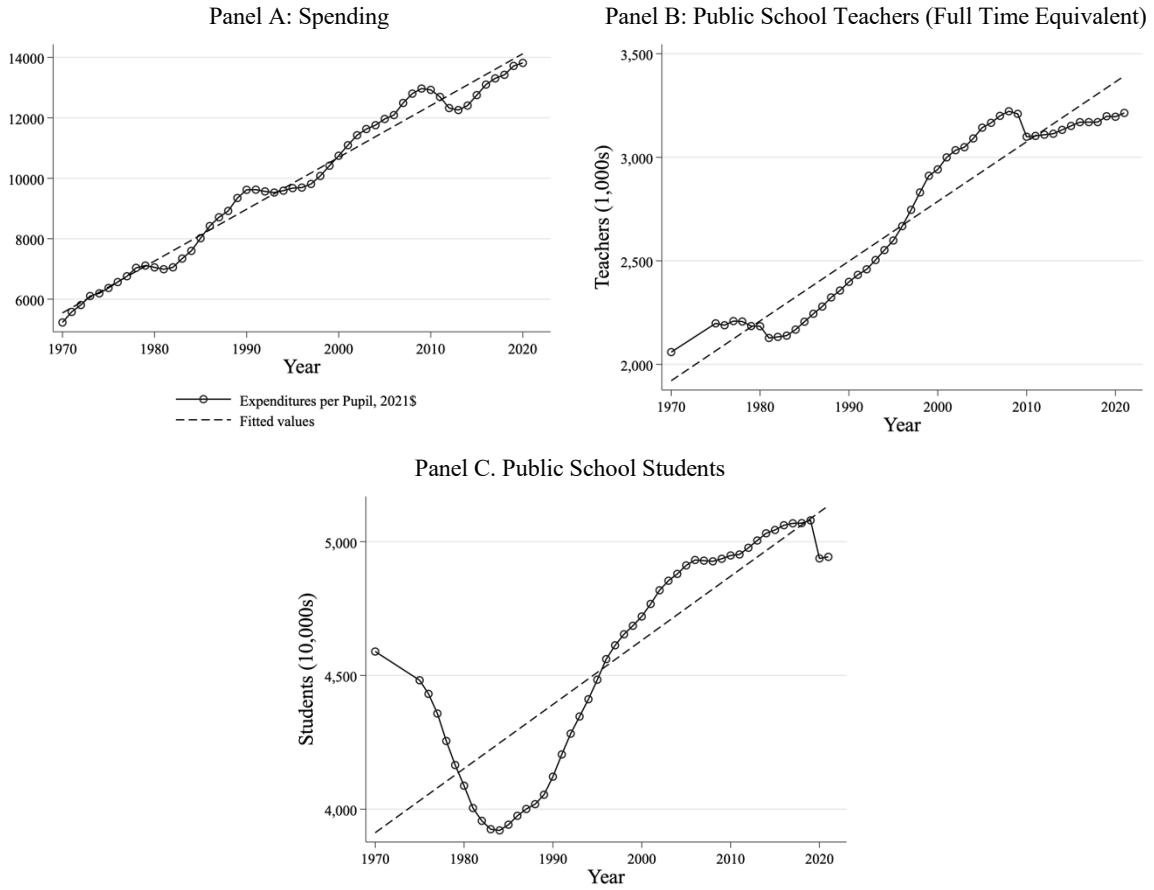 Panel A: Spending
14000
12000
10000
8000
6000
1970 1980 1990 2000 2010 2020
Year
Expenditures per Pupil, 2021$
Fitted values
Panel B: Public School Teachers (Full Time Equivalent)
3,500
3,000
2,500
2,000
Teachers (1,000s)
1970 1980 1990 2000 2010 2020
Year
Panel C. Public School Students
5,000
4,500
4,000
Students (10,000s)
1970 1980 1990 2000 2010 2020
Year